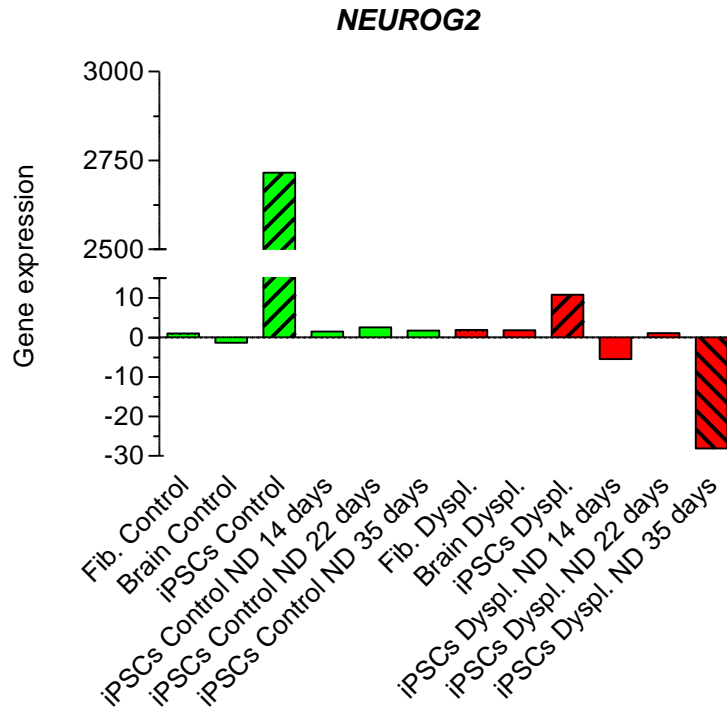 NEUROG2
Gene expression
3000
2750
2500
10
0
-10
-20
-30
Fib. Control
Brain Control
iPSCs Control
iPSCs Control ND 14 days
iPSCs Control ND 22 days
iPSCs Control ND 35 days
Fib. Dyspl.
Brain Dyspl.
iPSCs Dyspl.
iPSCs Dyspl. ND 14 days
iPSCs Dyspl. ND 22 days
iPSCs Dyspl. ND 35 days